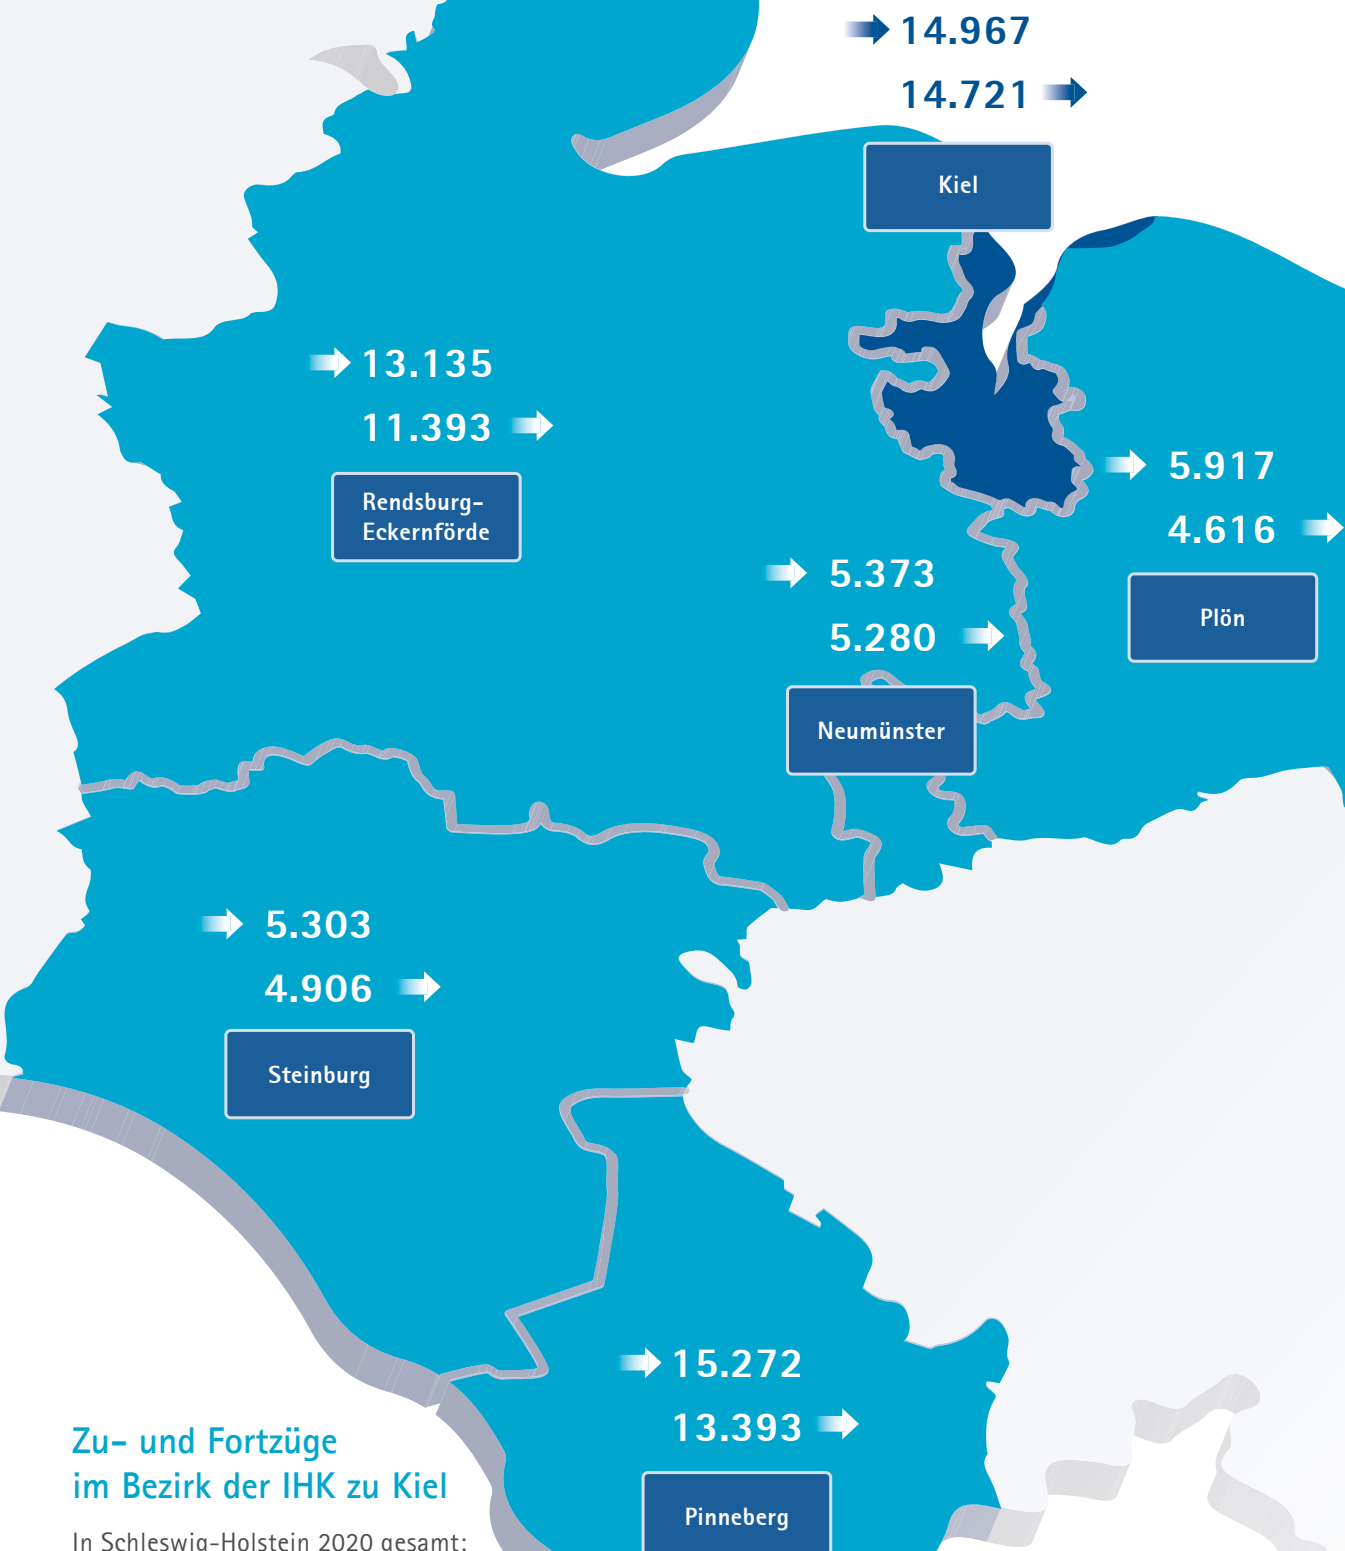 14.967
14.721
Kiel
13.135
11.393
Rendsburg-
Eckernförde
5.917
4.616
Plön
5.373
5.280
Neumünster
5.303
4.906
Steinburg
15.272
13.393
Pinneberg
Zu- und Fortzüge
im Bezirk der IHK zu Kiel
In Schleswig-Holstein 2020 gesamt: